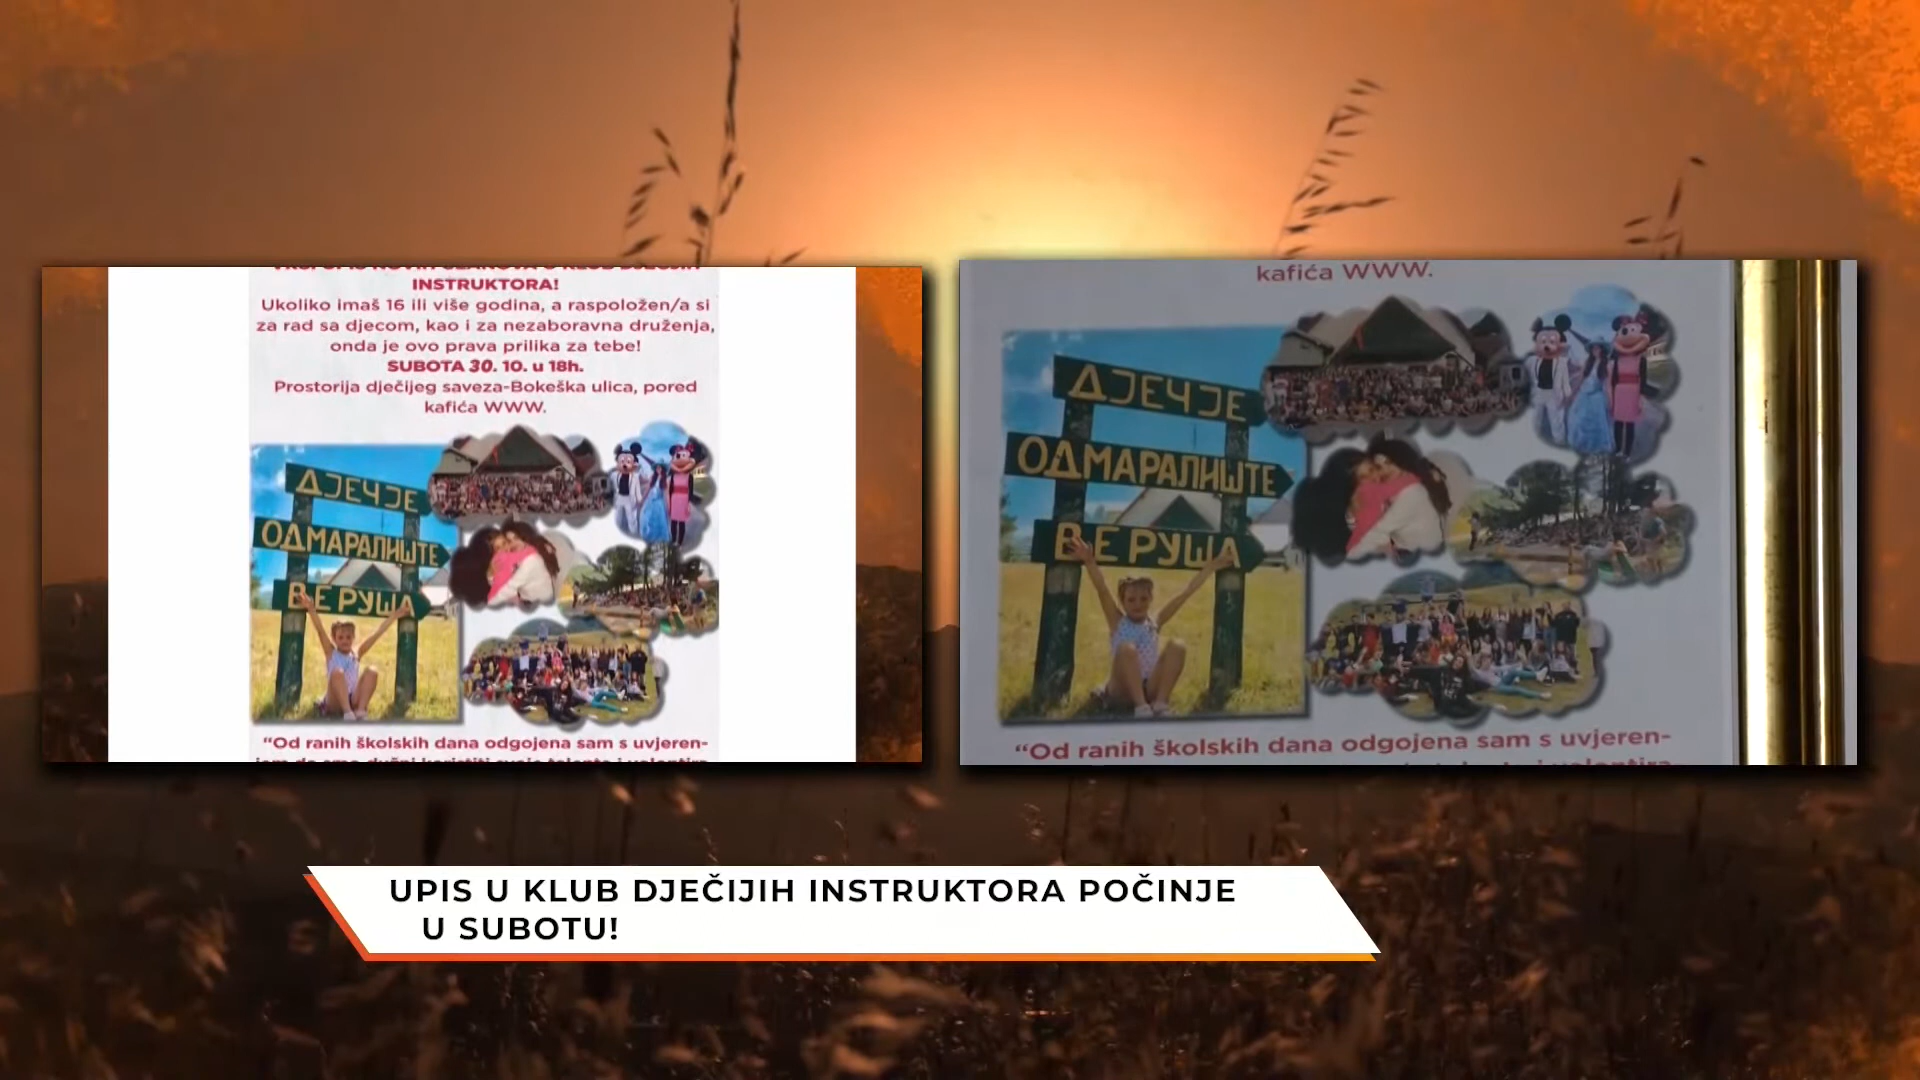 INSTRUKTORA!
Ukoliko imaš 16 ili više godina, a raspoložen/a si
za rad sa djecom, kao i za nezaboravna druženja,
onda je ovo prava prilika za tebe!
SUBOTA 30. 10. u 18h.
Prostorija dječijeg saveza-Bokeška ulica, pored
kafića WWW.
ДЈЕЧЈЕ
ОДМАРАЛИШТЕ
ВЕРУША
“Od ranih školskih dana odgojena sam s uvjeren-
kafića WWW.
ДЈЕЧЈЕ
ОДМАРАЛИШТЕ
ВЕРУША
“Od ranih školskih dana odgojena sam s uvjeren-
UPIS U KLUB DJEČIJIH INSTRUKTORA POČINJE
U SUBOTU!